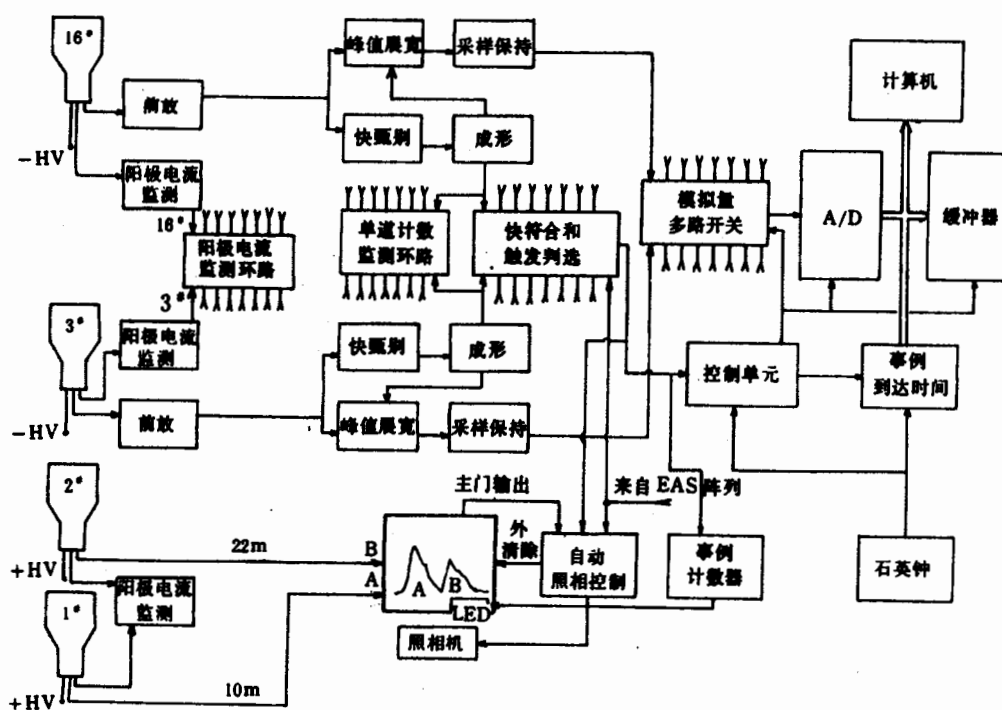 16#
峰值展宽
采样保持
计算机
前放
快甄别
成形
-HV
阳极电流
监测
16#
阳极电流
监测环路
单道计数
监测环路
快符合和
触发判选
模拟量
多路开关
A/D
缓冲器
3#
3#
阳极电流
监测
快甄别
成形
控制单元
事例
到达时间
-HV
前放
峰值展宽
采样保持
2#
22m
主门输出
来自EAS阵列
B
A
A
B
LED
外
清除
自动
照相控制
事例
计数器
石英钟
+HV
阳极电流
监测
1#
照相机
+HV
10m